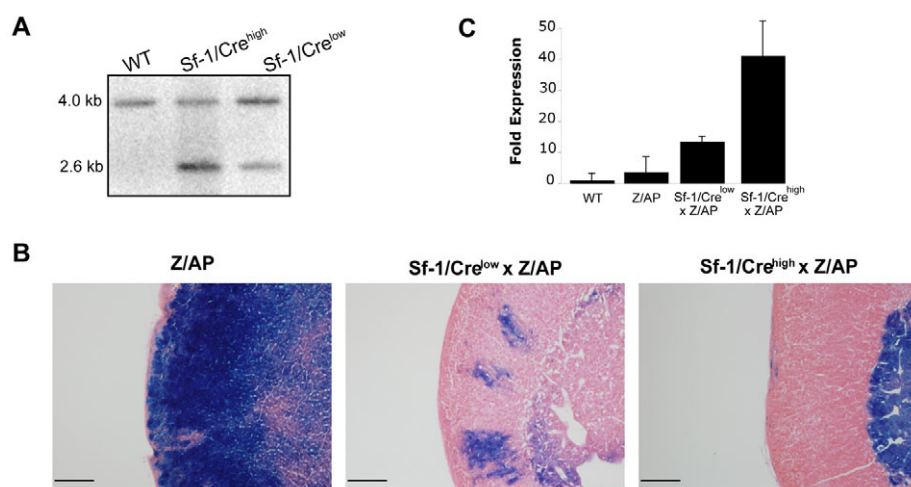 A
WT
Sf-1/Cre^high
Sf-1/Cre^low
4.0 kb
2.6 kb
C
Fold Expression
50
40
30
20
10
0
WT
Z/AP
Sf-1/Cre^low
x Z/AP
Sf-1/Cre^high
x Z/AP
B
Z/AP
Sf-1/Cre^low x Z/AP
Sf-1/Cre^high x Z/AP